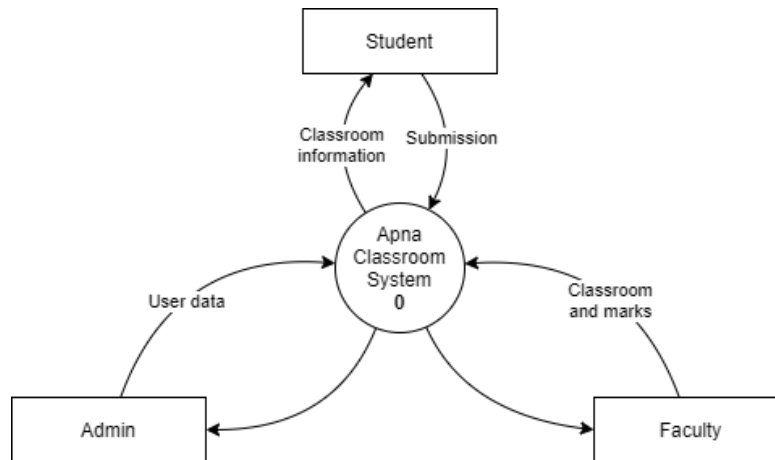 Student
Classroom
information
Submission
Apna
Classroom
System
0
User data
Classroom
and marks
Admin
Faculty